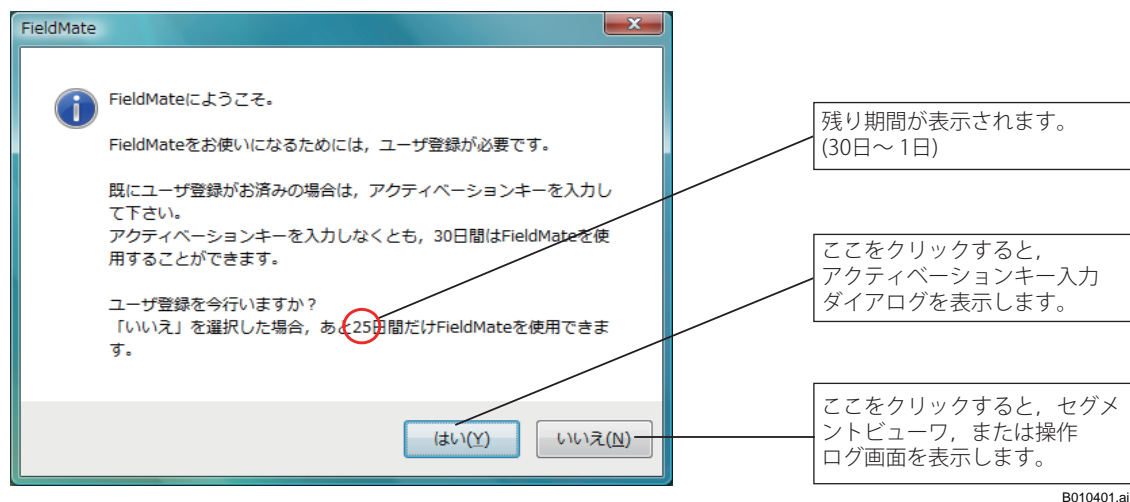 FieldMate
FieldMateにようこそ。
FieldMateをお使いになるためには，ユーザ登録が必要です。
既にユーザ登録がお済みの場合は，アクティベーションキーを入力し
て下さい。
アクティベーションキーを入力しなくとも，30日間はFieldMateを使
用することができます。
ユーザ登録を今行いますか？
「いいえ」を選択した場合，あと25日間だけFieldMateを使用できま
す。
はい(Y)
いいえ(N)
残り期間が表示されます。
(30日～ 1日)
ここをクリックすると，
アクティベーションキー入力
ダイアログを表示します。
ここをクリックすると，セグメ
ントビューワ，または操作
ログ画面を表示します。
B010401.ai